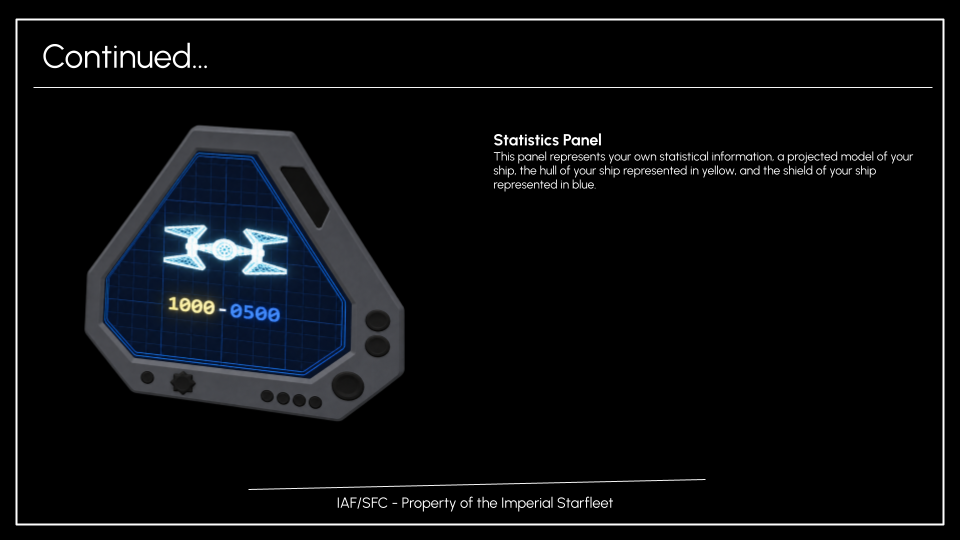 Continued...
Statistics Panel
This panel represents your own statistical information, a projected model of your
ship, the hull of your ship represented in yellow, and the shield of your ship
represented in blue.
1000-0500
IAF/SFC - Property of the Imperial Starfleet